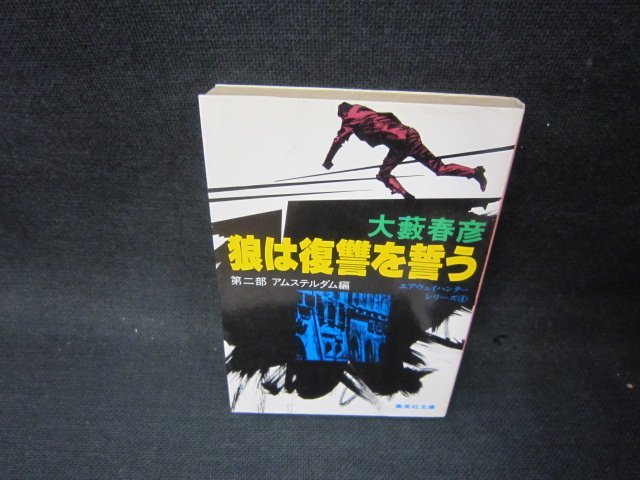 大藪春彦
狼は復讐を誓う
第二部 アムステルダム編
エアウェイハンター
シリーズ④
集英社文庫